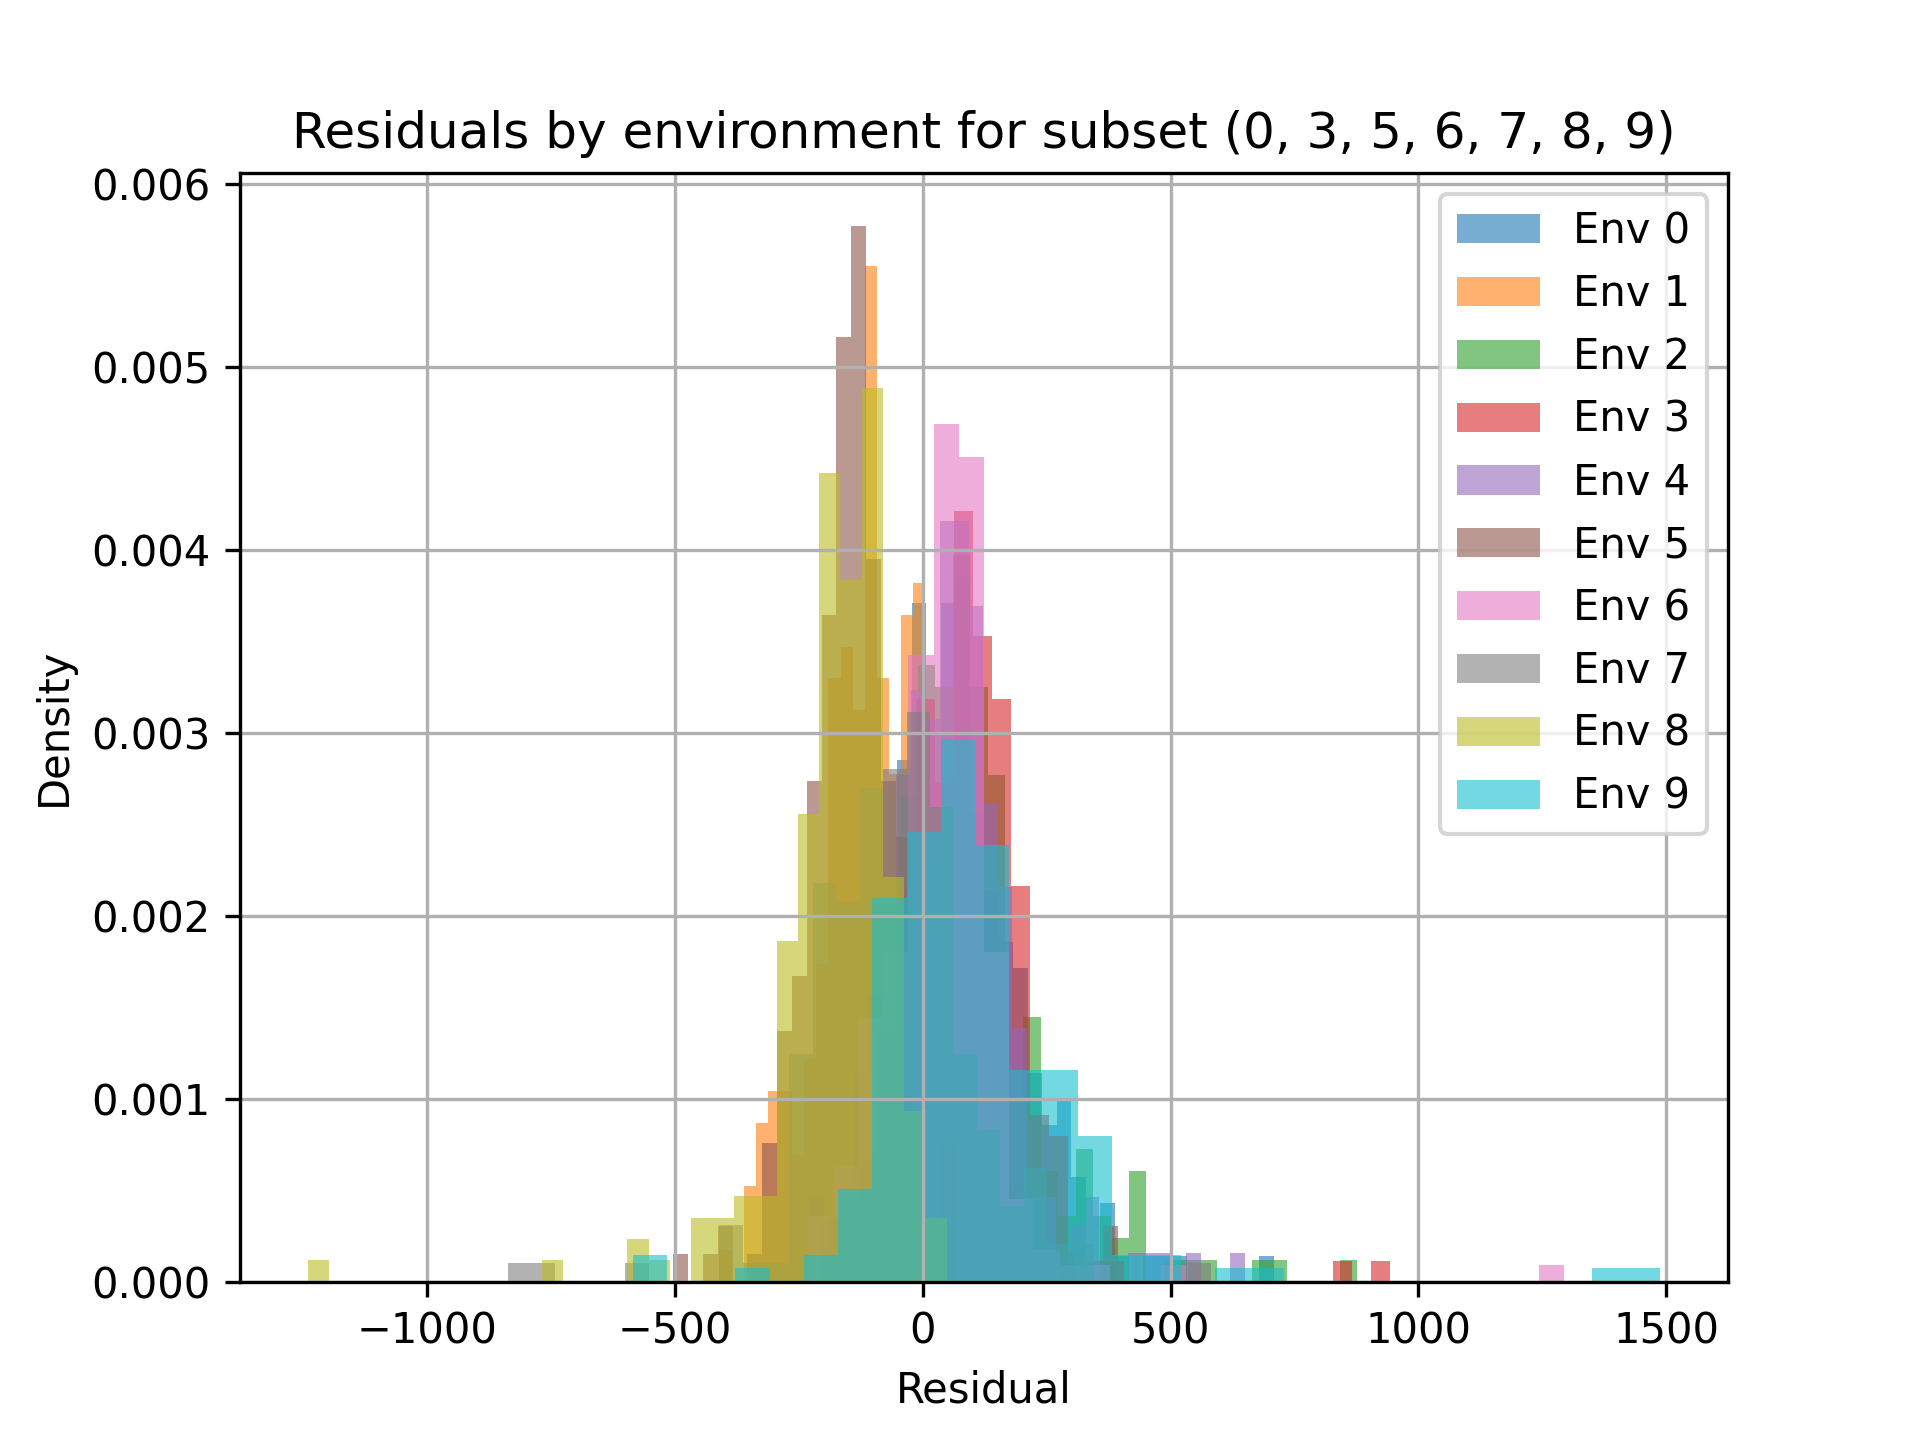 Residuals by environment for subset (0, 3, 5, 6, 7, 8, 9)
0.006
0.005
0.004
0.003
0.002
0.001
0.000
Density
−1000
−500
0
500
1000
1500
Residual
Env 0
Env 1
Env 2
Env 3
Env 4
Env 5
Env 6
Env 7
Env 8
Env 9